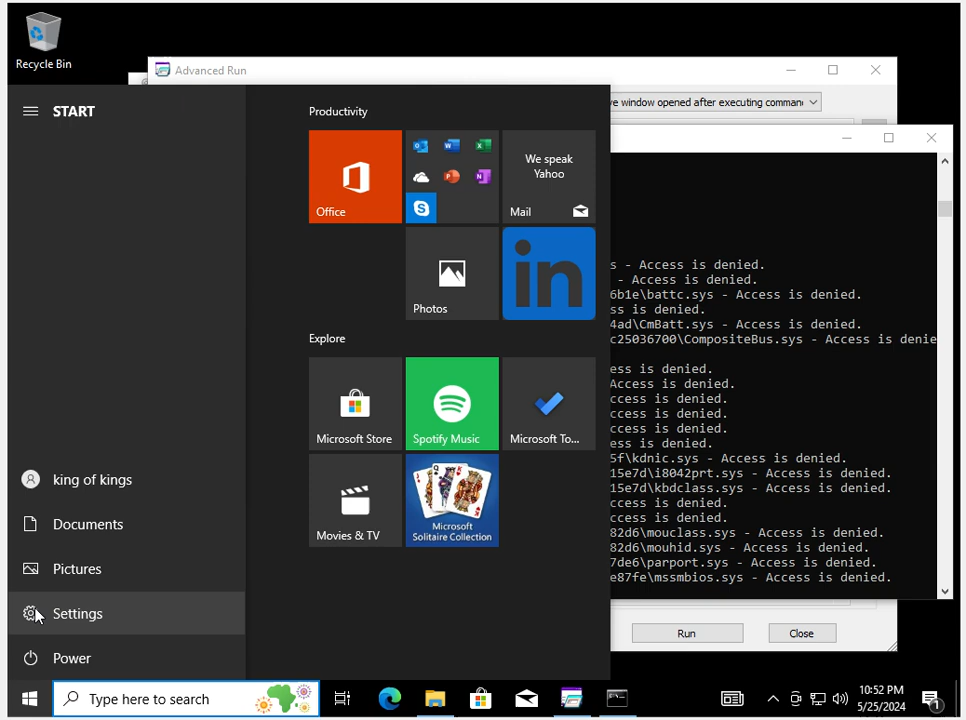 Recycle Bin
Advanced Run
START
ve window opened after executing comman
Productivity
Office
We speak
Yahoo
Mail
Photos
in
Explore
Microsoft Store
Spotify Music
Microsoft To...
Movies & TV
Microsoft
Solitaire Collection
king of kings
Documents
Pictures
Settings
Power
s - Access is denied.
s - Access is denied.
6b1e\battc.sys - Access is denied.
ss is denied.
4ad\CmBatt.sys - Access is denied.
c25036700\CompositeBus.sys - Access is denie
ess is denied.
Access is denied.
cess is denied.
ccess is denied.
cess is denied.
ess is denied.
5f\kdnic.sys - Access is denied.
15e7d\i8042prt.sys - Access is denied.
15e7d\kbdclass.sys - Access is denied.
ccess is denied.
ccess is denied.
82d6\mouclass.sys - Access is denied.
82d6\mouhid.sys - Access is denied.
7de6\parport.sys - Access is denied.
e87fe\mssmbios.sys - Access is denied.
Run
Close
Type here to search
10:52 PM
5/25/2024
1